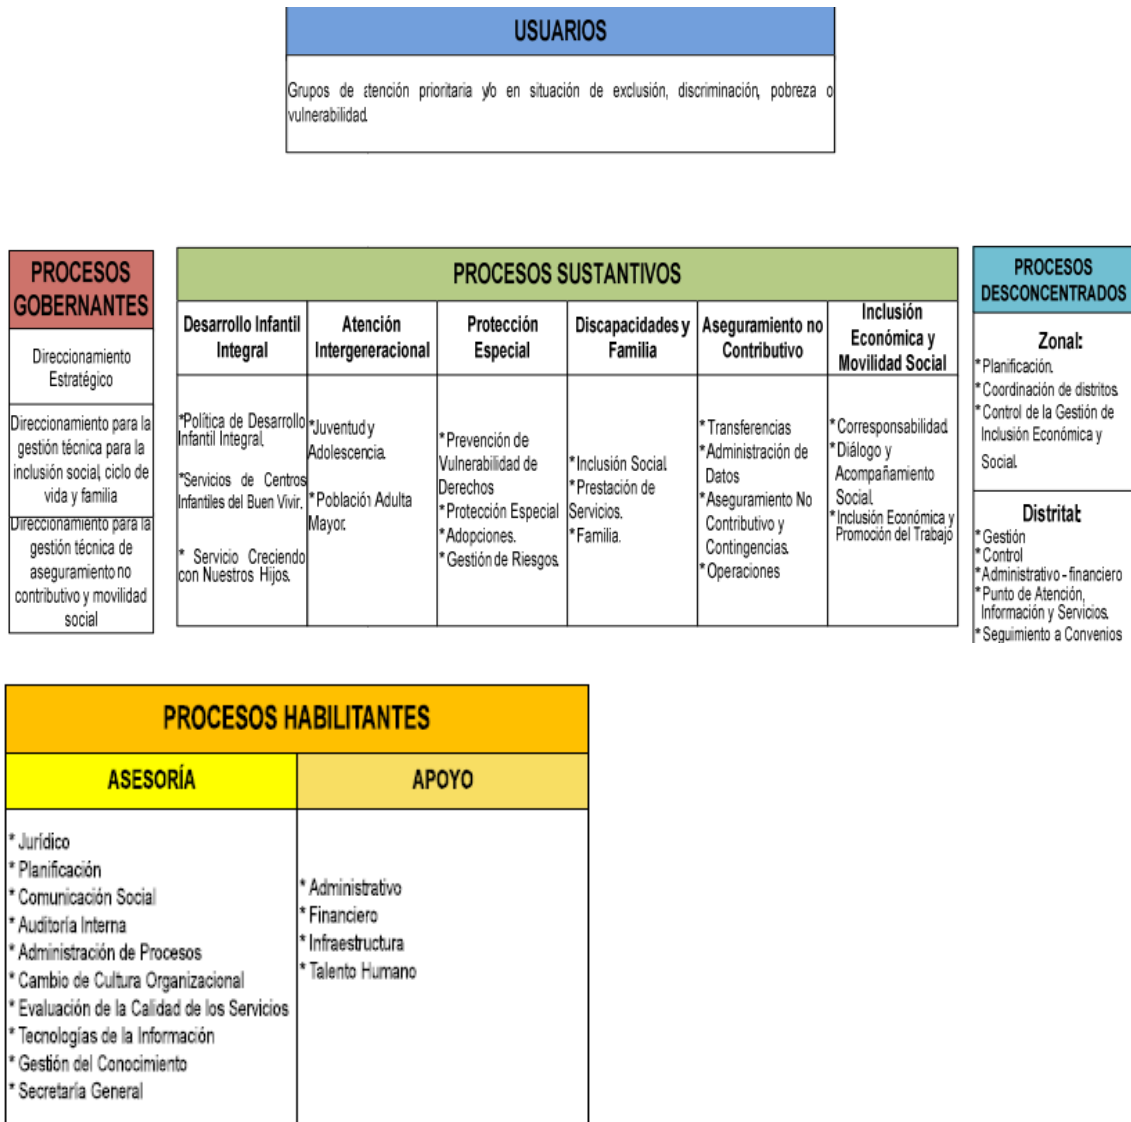 USUARIOS
Grupos de atención prioritaria y/o en situación de exclusión, discriminación, pobreza o
vulnerabilidad.
PROCESOS
GOBERNANTES
Direccionamiento
Estratégico
Direccionamiento para la
gestión técnica para la
inclusión social, ciclo de
vida y familia
Direccionamiento para la
gestión técnica de
aseguramiento no
contributivo y movilidad
social
PROCESOS SUSTANTIVOS
Desarrollo Infantil
Integral
*Política de Desarrollo
Infantil Integral.
*Servicios de Centros
Infantiles del Buen Vivir.
* Servicio Creciendo
con Nuestros Hijos.
Atención
Intergeneracional
*Juventud y
Adolescencia.
*Población Adulta
Mayor.
Protección
Especial
*Prevención de
Vulnerabilidad de
Derechos
*Protección Especial
*Adopciones.
*Gestión de Riesgos.
Discapacidades y
Familia
*Inclusión Social.
*Prestación de
Servicios.
*Familia.
Aseguramiento no
Contributivo
* Transferencias
* Administración de
Datos
*Aseguramiento No
Contributivo y
Contingencias.
* Operaciones
Inclusión
Económica y
Movilidad Social
* Corresponsabilidad.
* Diálogo y
Acompañamiento
Social.
* Inclusión Económica y
Promoción del Trabajo
PROCESOS
DESCONCENTRADOS
Zonal:
* Planificación.
* Coordinación de distritos.
* Control de la Gestión de
Inclusión Económica y
Social.
Distrital:
* Gestión
* Control
* Administrativo - financiero
* Punto de Atención,
Información y Servicios.
* Seguimiento a Convenios
PROCESOS HABILITANTES
ASESORÍA
* Jurídico
* Planificación
* Comunicación Social
* Auditoría Interna
* Administración de Procesos
* Cambio de Cultura Organizacional
* Evaluación de la Calidad de los Servicios
* Tecnologías de la Información
* Gestión del Conocimiento
* Secretaría General
APOYO
* Administrativo
* Financiero
* Infraestructura
* Talento Humano